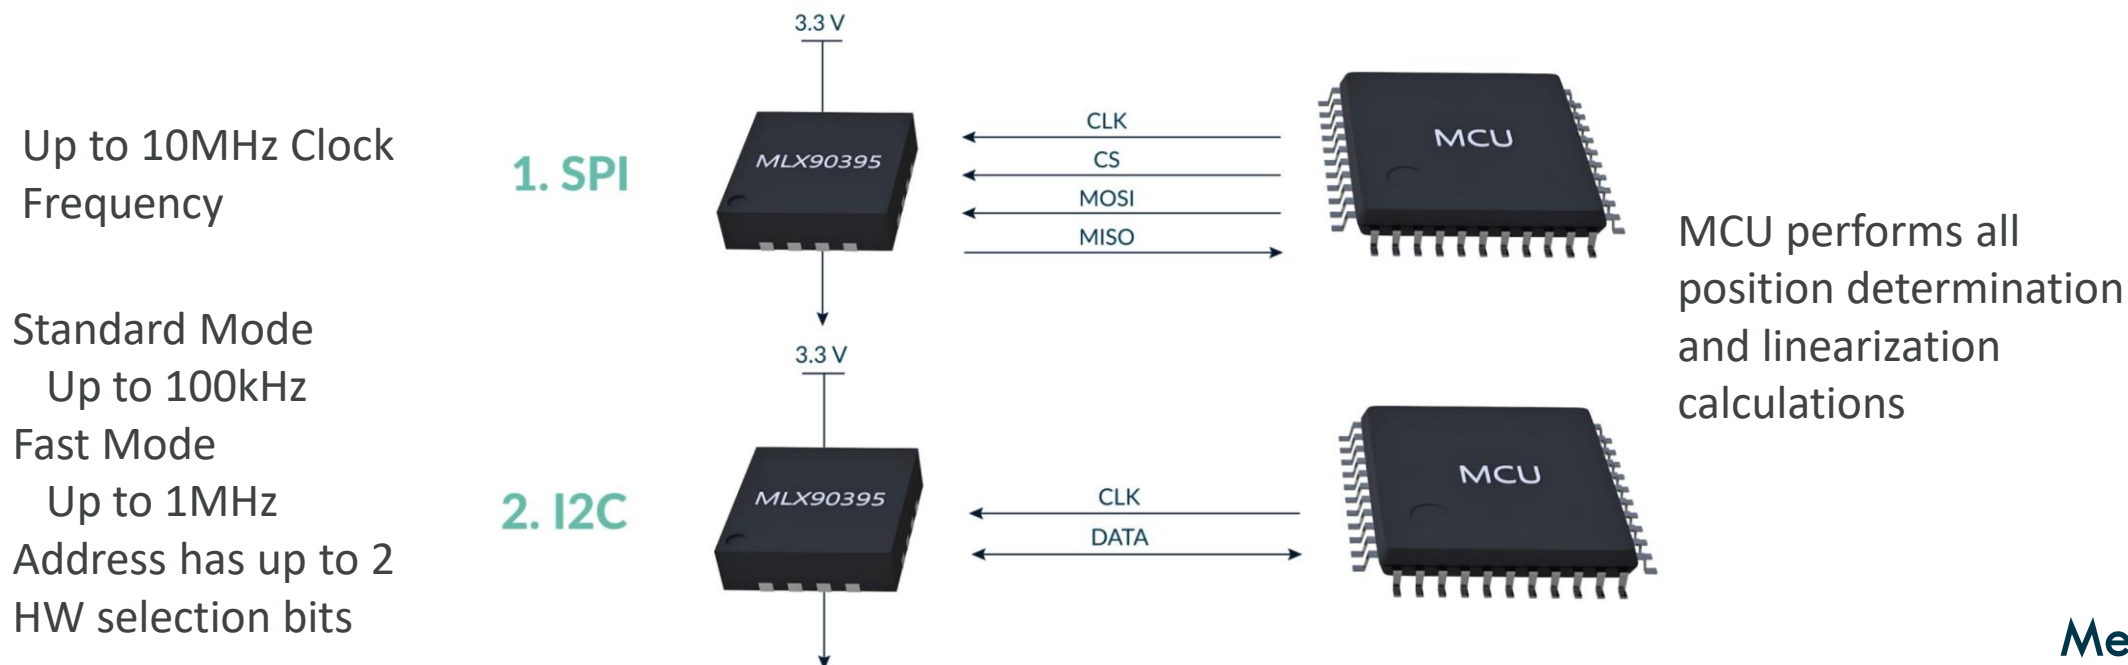 Up to 10MHz Clock
Frequency
1. SPI
3.3 V
MLX90395
CLK
CS
MOSI
MISO
MCU
MCU performs all
position determination
and linearization
calculations
Standard Mode
Up to 100kHz
Fast Mode
Up to 1MHz
Address has up to 2
HW selection bits
2. I2C
3.3 V
MLX90395
CLK
DATA
MCU
Me